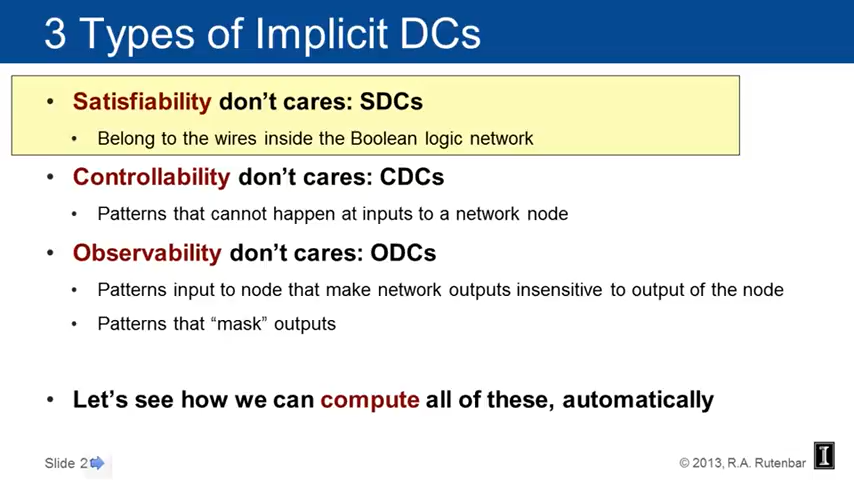 3 Types of Implicit DCs
• Satisfiability don't cares: SDCs
• Belong to the wires inside the Boolean logic network
• Controllability don't cares: CDCs
• Patterns that cannot happen at inputs to a network node
• Observability don't cares: ODCs
• Patterns input to node that make network outputs insensitive to output of the node
• Patterns that “mask” outputs
• Let's see how we can compute all of these, automatically
Slide
© 2013, R.A. Rutenbar